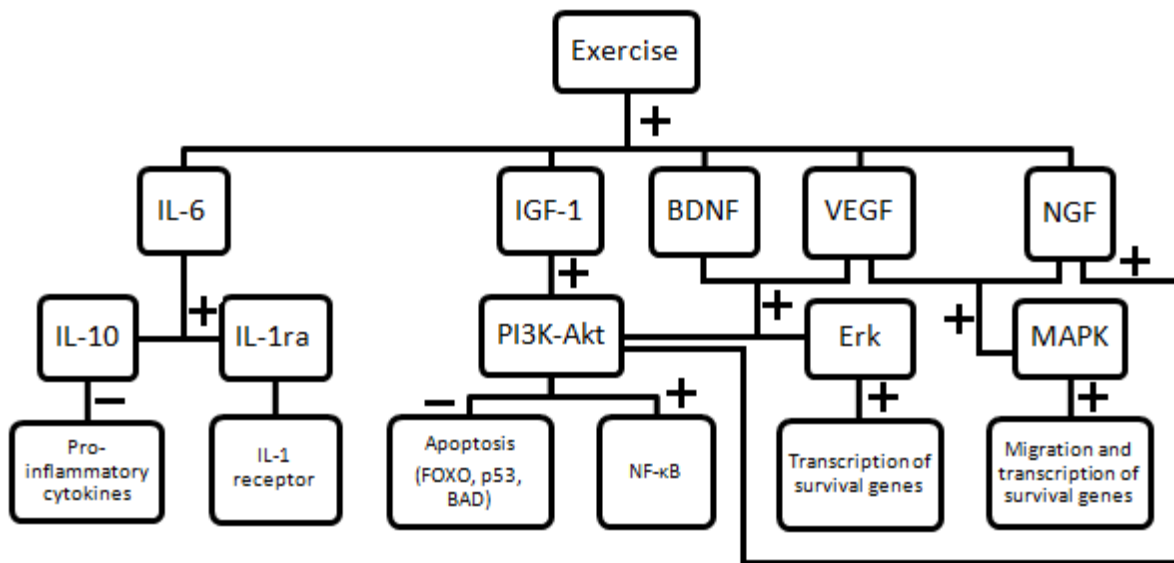 Exercise
+
IL-6
IGF-1
BDNF
VEGF
NGF
+
+
+
+
+
IL-10
IL-1ra
PI3K-Akt
Erk
MAPK
−
−
+
+
+
Pro-
inflammatory
cytokines
IL-1
receptor
Apoptosis
(FOXO, p53,
BAD)
NF-κB
Transcription of
survival genes
Migration and
transcription of
survival genes